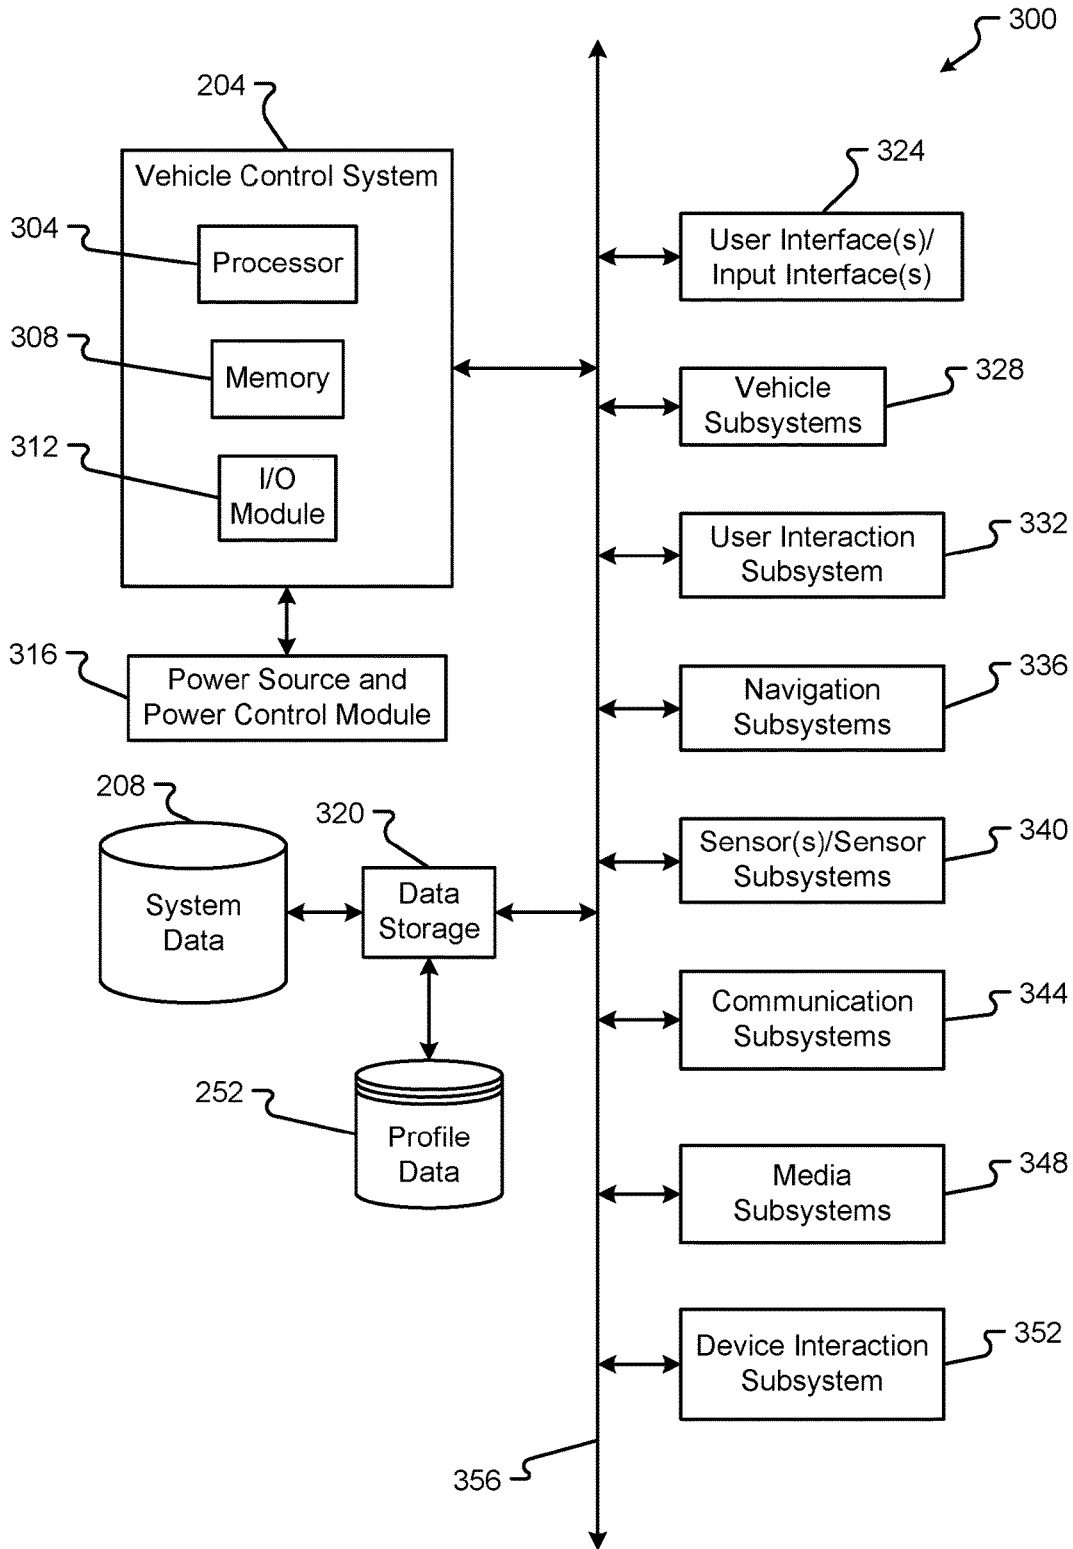 300
204
Vehicle Control System
304
Processor
308
Memory
312
I/O
Module
316
Power Source and
Power Control Module
208
System
Data
320
Data
Storage
252
Profile
Data
324
User Interface(s)/
Input Interface(s)
328
Vehicle
Subsystems
332
User Interaction
Subsystem
336
Navigation
Subsystems
340
Sensor(s)/Sensor
Subsystems
344
Communication
Subsystems
348
Media
Subsystems
352
Device Interaction
Subsystem
356